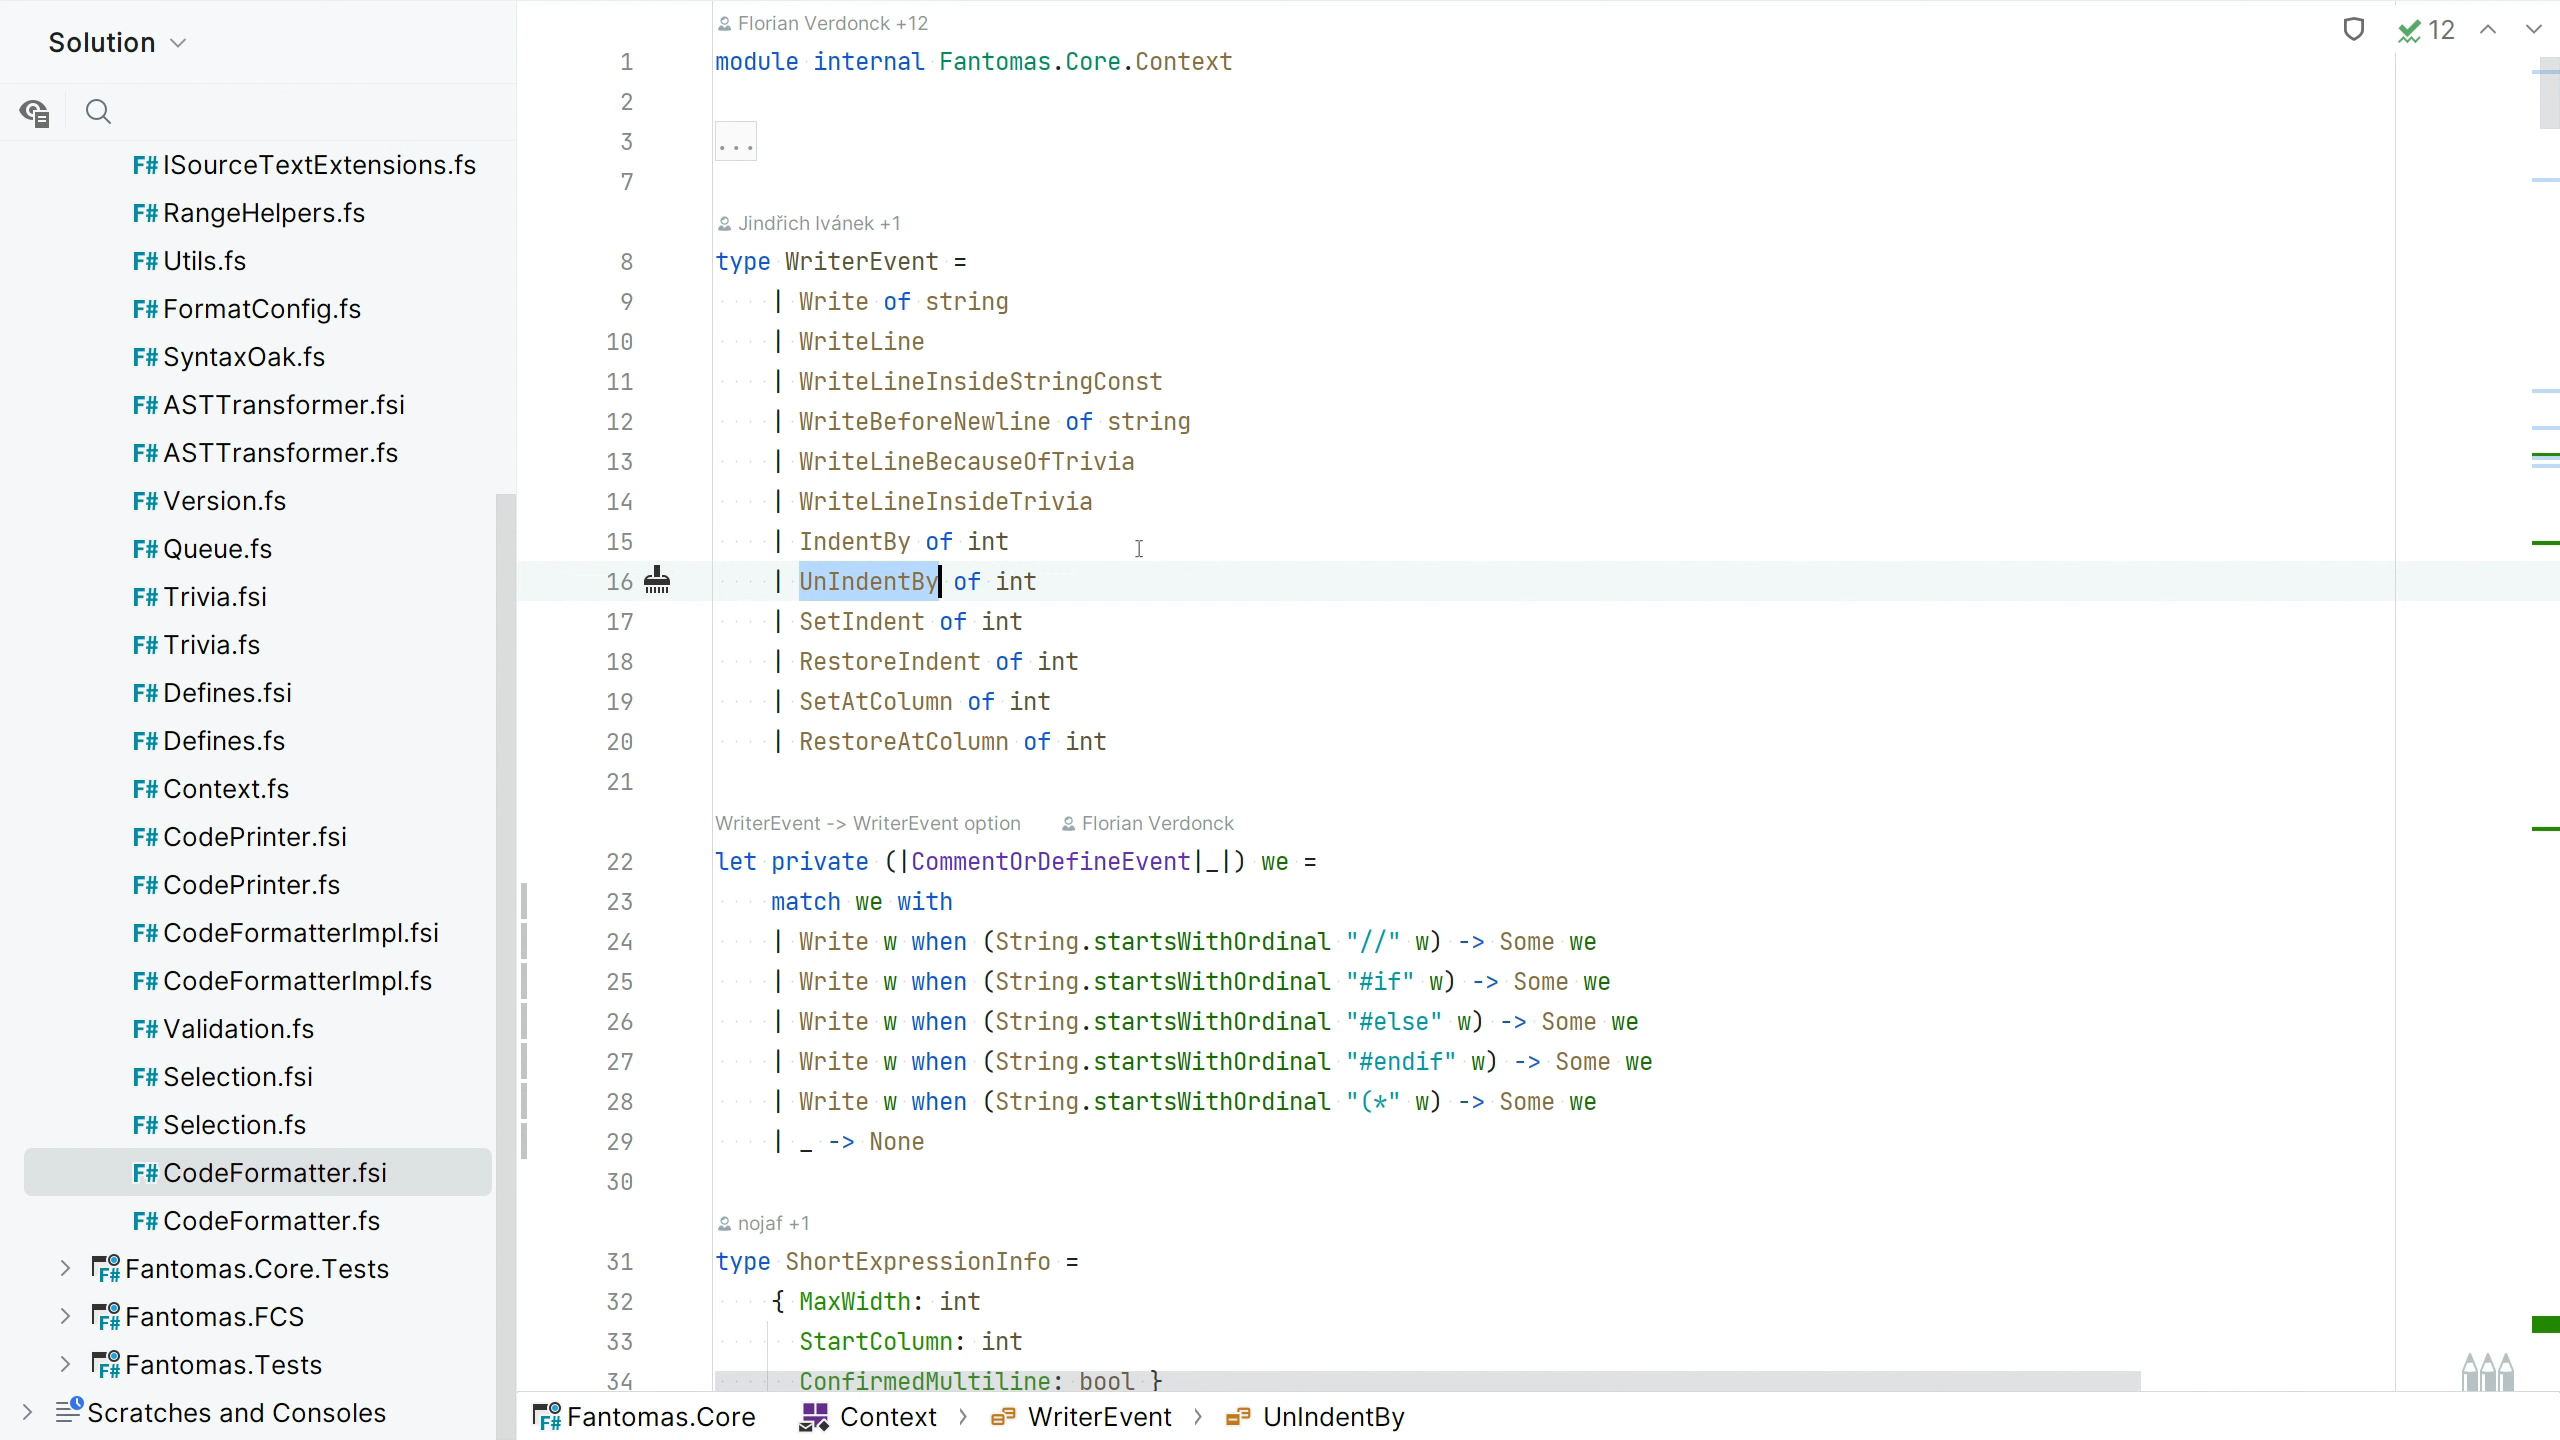 Solution
ISourceTextExtensions.fs
RangeHelpers.fs
Utils.fs
FormatConfig.fs
SyntaxOak.fs
ASTTransformer.fsi
ASTTransformer.fs
Version.fs
Queue.fs
Trivia.fsi
Trivia.fs
Defines.fsi
Defines.fs
Context.fs
CodePrinter.fsi
CodePrinter.fs
CodeFormatterImpl.fsi
CodeFormatterImpl.fs
Validation.fs
Selection.fsi
Selection.fs
CodeFormatter.fsi
CodeFormatter.fs
Fantomas.Core.Tests
Fantomas.FCS
Fantomas.Tests
Scratches and Consoles
Florian Verdonck +12
12
1 module internal Fantomas.Core.Context
2
3 ...
7
Jindřich Ivánek +1
8 type WriterEvent =
9 | Write of string
10 | WriteLine
11 | WriteLineInsideStringConst
12 | WriteBeforeNewline of string
13 | WriteLineBecauseOfTrivia
14 | WriteLineInsideTrivia
15 | IndentBy of int
16 | UnIndentBy of int
17 | SetIndent of int
18 | RestoreIndent of int
19 | SetAtColumn of int
20 | RestoreAtColumn of int
21
WriterEvent -> WriterEvent option Florian Verdonck
22 let private (|CommentOrDefineEvent|_|) we =
23 match we with
24 | Write w when (String.startsWithOrdinal "//" w) -> Some we
25 | Write w when (String.startsWithOrdinal "#if" w) -> Some we
26 | Write w when (String.startsWithOrdinal "#else" w) -> Some we
27 | Write w when (String.startsWithOrdinal "#endif" w) -> Some we
28 | Write w when (String.startsWithOrdinal "(*" w) -> Some we
29 | _ -> None
30
nojaf +1
31 type ShortExpressionInfo =
32 { MaxWidth: int
33 StartColumn: int
34 ConfirmedMultiline: bool }
Fantomas.Core Context > WriterEvent > UnIndentBy